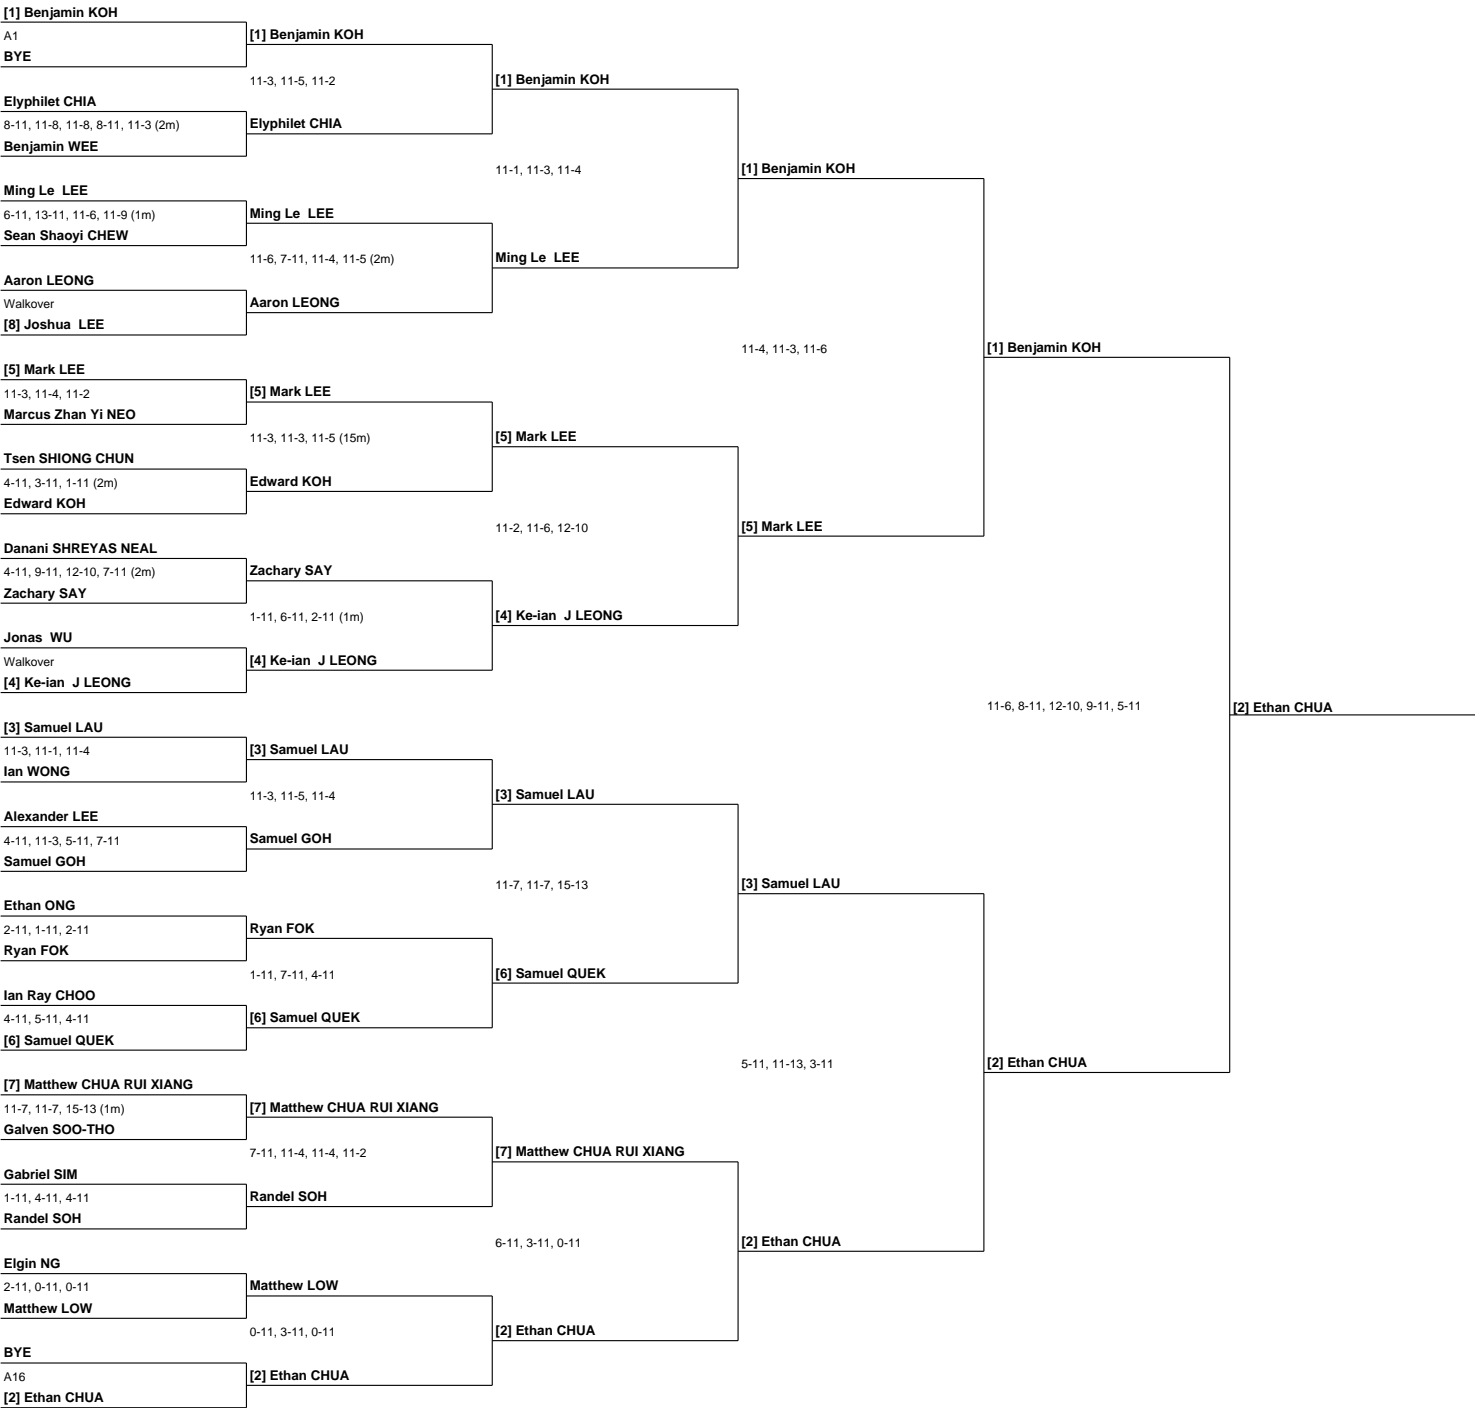 [1] Benjamin KOH
A1
BYE
Elyphilet CHIA
8-11, 11-8, 11-8, 8-11, 11-3 (2m)
Benjamin WEE
Ming Le  LEE
6-11, 13-11, 11-6, 11-9 (1m)
Sean Shaoyi CHEW
Aaron LEONG
Walkover
[8] Joshua  LEE
[5] Mark LEE
11-3, 11-4, 11-2
Marcus Zhan Yi NEO
Tsen SHIONG CHUN
4-11, 3-11, 1-11 (2m)
Edward KOH
Danani SHREYAS NEAL
4-11, 9-11, 12-10, 7-11 (2m)
Zachary SAY
Jonas  WU
Walkover
[4] Ke-ian  J LEONG
[3] Samuel LAU
11-3, 11-1, 11-4
Ian WONG
Alexander LEE
4-11, 11-3, 5-11, 7-11
Samuel GOH
Ethan ONG
2-11, 1-11, 2-11
Ryan FOK
Ian Ray CHOO
4-11, 5-11, 4-11
[6] Samuel QUEK
[7] Matthew CHUA RUI XIANG
11-7, 11-7, 15-13 (1m)
Galven SOO-THO
Gabriel SIM
1-11, 4-11, 4-11
Randel SOH
Elgin NG
2-11, 0-11, 0-11
Matthew LOW
BYE
A16
[2] Ethan CHUA
[1] Benjamin KOH
11-3, 11-5, 11-2
Elyphilet CHIA
Ming Le  LEE
11-6, 7-11, 11-4, 11-5 (2m)
Aaron LEONG
[5] Mark LEE
11-3, 11-3, 11-5 (15m)
Edward KOH
Zachary SAY
1-11, 6-11, 2-11 (1m)
[4] Ke-ian  J LEONG
[3] Samuel LAU
11-3, 11-5, 11-4
Samuel GOH
Ryan FOK
1-11, 7-11, 4-11
[6] Samuel QUEK
[7] Matthew CHUA RUI XIANG
7-11, 11-4, 11-4, 11-2
Randel SOH
Matthew LOW
0-11, 3-11, 0-11
[2] Ethan CHUA
[1] Benjamin KOH
11-1, 11-3, 11-4
Ming Le  LEE
[5] Mark LEE
11-2, 11-6, 12-10
[4] Ke-ian  J LEONG
[3] Samuel LAU
11-7, 11-7, 15-13
[6] Samuel QUEK
[7] Matthew CHUA RUI XIANG
6-11, 3-11, 0-11
[2] Ethan CHUA
[1] Benjamin KOH
11-4, 11-3, 11-6
[5] Mark LEE
[3] Samuel LAU
5-11, 11-13, 3-11
[2] Ethan CHUA
[1] Benjamin KOH
11-6, 8-11, 12-10, 9-11, 5-11
[2] Ethan CHUA
[2] Ethan CHUA